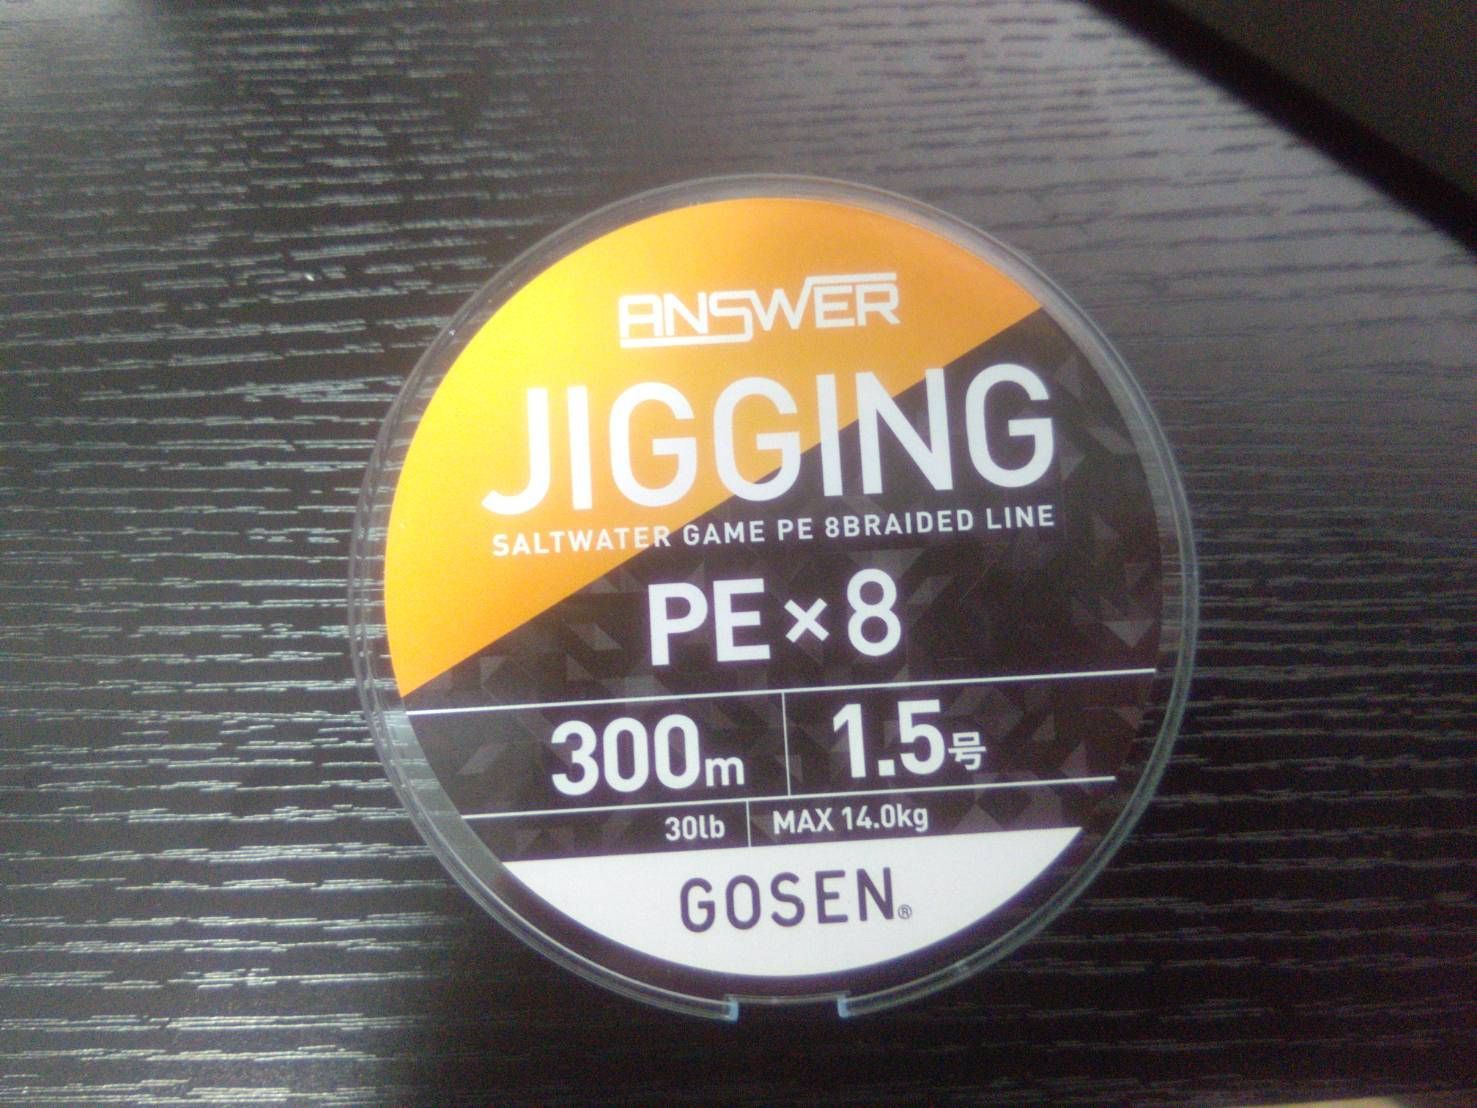 ANSWER
JIGGING
SALTWATER GAME PE 8BRAIDED LINE
PE×8
300m 1.5号
30lb MAX 14.0kg
GOSEN®